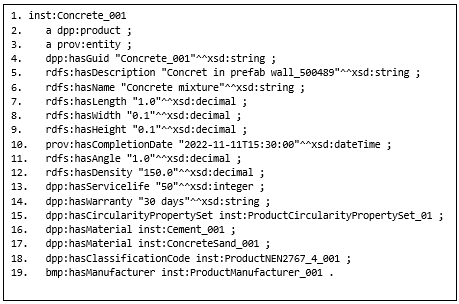 1. inst:Concrete_001
2. a dpp:product ;
3. a prov:entity ;
4. dpp:hasGuid "Concrete_001"^^xsd:string ;
5. rdfs:hasDescription "Concret in prefab wall_500489"^^xsd:string ;
6. rdfs:hasName "Concrete mixture"^^xsd:string ;
7. rdfs:hasLength "1.0"^^xsd:decimal ;
8. rdfs:hasWidth "0.1"^^xsd:decimal ;
9. rdfs:hasHeight "0.1"^^xsd:decimal ;
10. prov:hasCompletionDate "2022-11-11T15:30:00"^^xsd:dateTime ;
11. rdfs:hasAngle "1.0"^^xsd:decimal ;
12. rdfs:hasDensity "150.0"^^xsd:decimal ;
13. dpp:hasServicelife "50"^^xsd:integer ;
14. dpp:hasWarranty "30 days"^^xsd:string ;
15. dpp:hasCircularityPropertySet inst:ProductCircularityPropertySet_01 ;
16. dpp:hasMaterial inst:Cement_001 ;
17. dpp:hasMaterial inst:ConcreteSand_001 ;
18. dpp:hasClassificationCode inst:ProductNEN2767_4_001 ;
19. bmp:hasManufacturer inst:ProductManufacturer_001 .